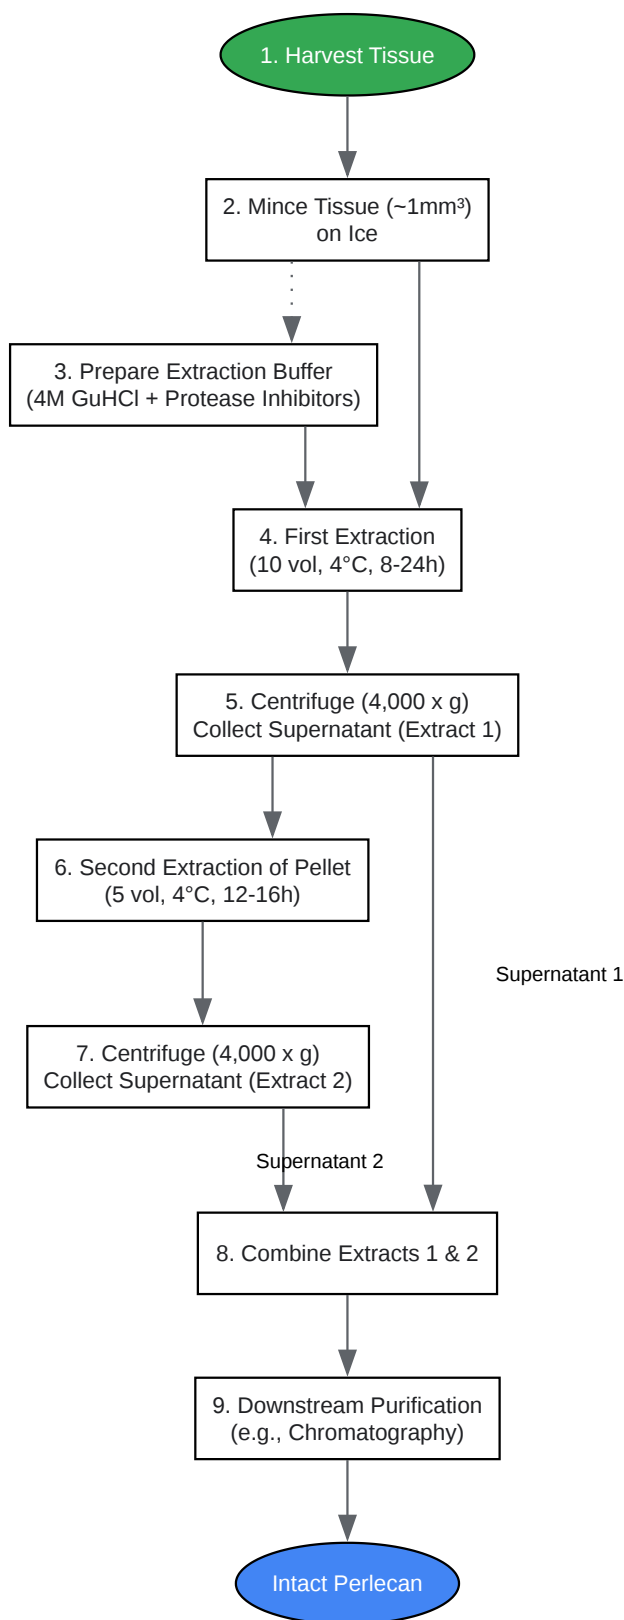 1. Harvest Tissue
2. Mince Tissue (~1mm³)
on Ice
3. Prepare Extraction Buffer
(4M GuHCl + Protease Inhibitors)
4. First Extraction
(10 vol, 4°C, 8-24h)
5. Centrifuge (4,000 x g)
Collect Supernatant (Extract 1)
6. Second Extraction of Pellet
(5 vol, 4°C, 12-16h)
Supernatant 1
7. Centrifuge (4,000 x g)
Collect Supernatant (Extract 2)
Supernatant 2
8. Combine Extracts 1 & 2
9. Downstream Purification
(e.g., Chromatography)
Intact Perlecan